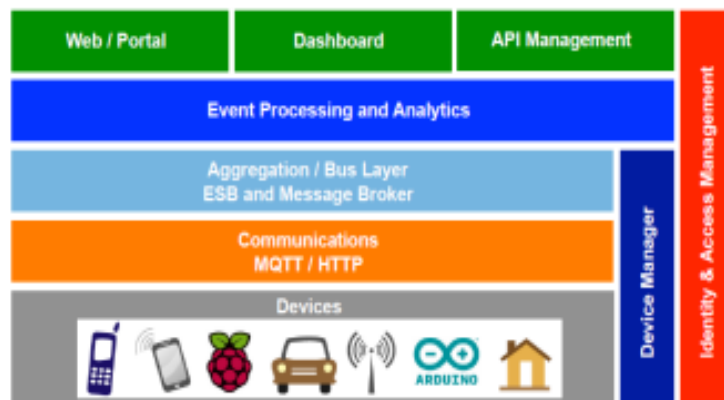 Web / Portal
Dashboard
API Management
Event Processing and Analytics
Aggregation / Bus Layer
ESB and Message Broker
Communications
MQTT / HTTP
Devices
ARDUINO
Device Manager
Identity & Access Management